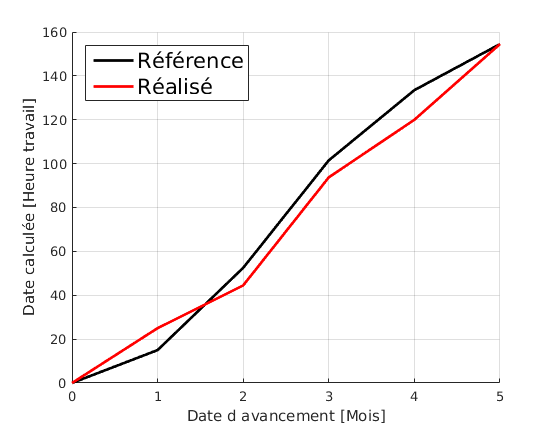 160
140
120
100
80
60
40
20
0
Référence
Réalisé
Date calculée [Heure travail]
0 1 2 3 4 5
Date d avancement [Mois]